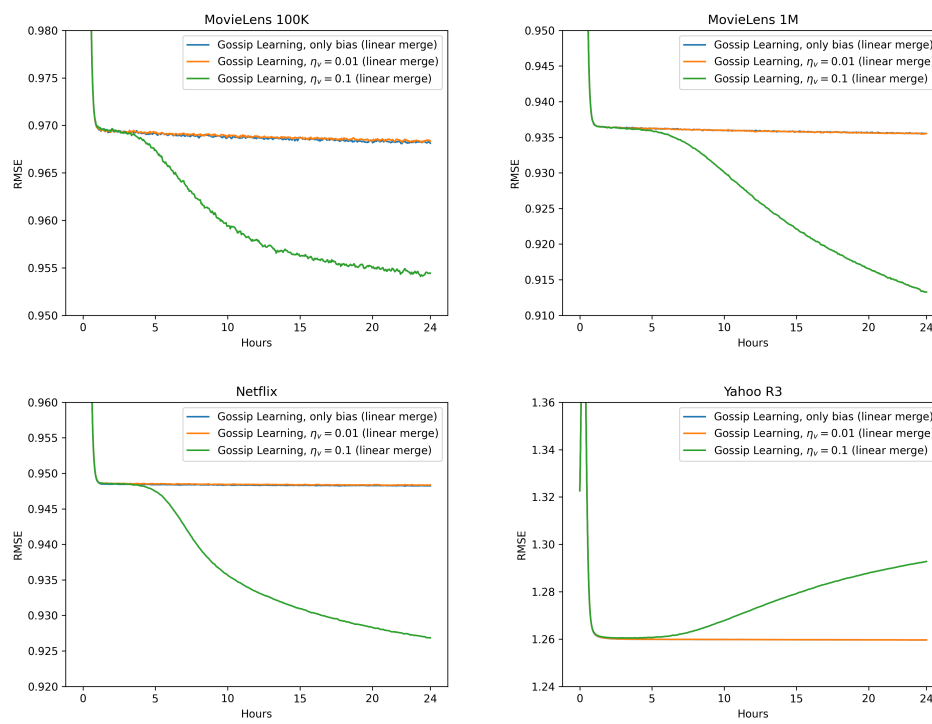 MovieLens 100K
0.980
0.975
0.970
0.965
0.960
0.955
0.950
RMSE
0
5
10
15
20
24
Hours
Gossip Learning, only bias (linear merge)
Gossip Learning, ηv = 0.01 (linear merge)
Gossip Learning, ηv = 0.1 (linear merge)
MovieLens 1M
0.950
0.945
0.940
0.935
0.930
0.925
0.920
0.915
0.910
RMSE
0
5
10
15
20
24
Hours
Gossip Learning, only bias (linear merge)
Gossip Learning, ηv = 0.01 (linear merge
Gossip Learning, ηv = 0.1 (linear merge)
Netflix
0.960
0.955
0.950
0.945
0.940
0.935
0.930
0.925
0.920
RMSE
0
5
10
15
20
24
Hours
Gossip Learning, only bias (linear merge)
Gossip Learning, ηv = 0.01 (linear merge)
Gossip Learning, ηv = 0.1 (linear merge)
Yahoo R3
1.36
1.34
1.32
1.30
1.28
1.26
1.24
RMSE
0
5
10
15
20
24
Hours
Gossip Learning, only bias (linear merge)
Gossip Learning, ηv = 0.01 (linear merge
Gossip Learning, ηv = 0.1 (linear merge)